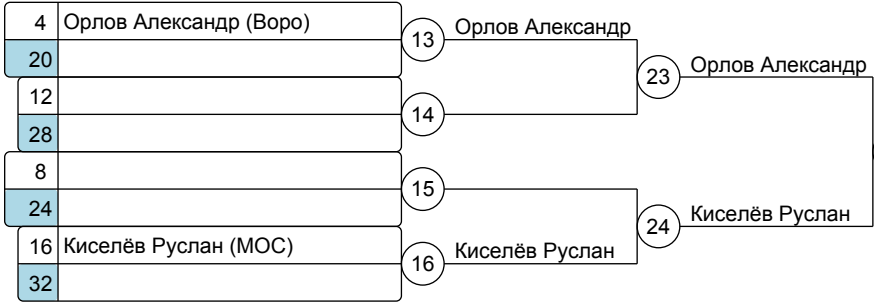 4 Орлов Александр (Воро)
20
13 Орлов Александр
12
28
14
23 Орлов Александр
8
24
15
16 Киселёв Руслан (МОС)
32
16 Киселёв Руслан
24 Киселёв Руслан